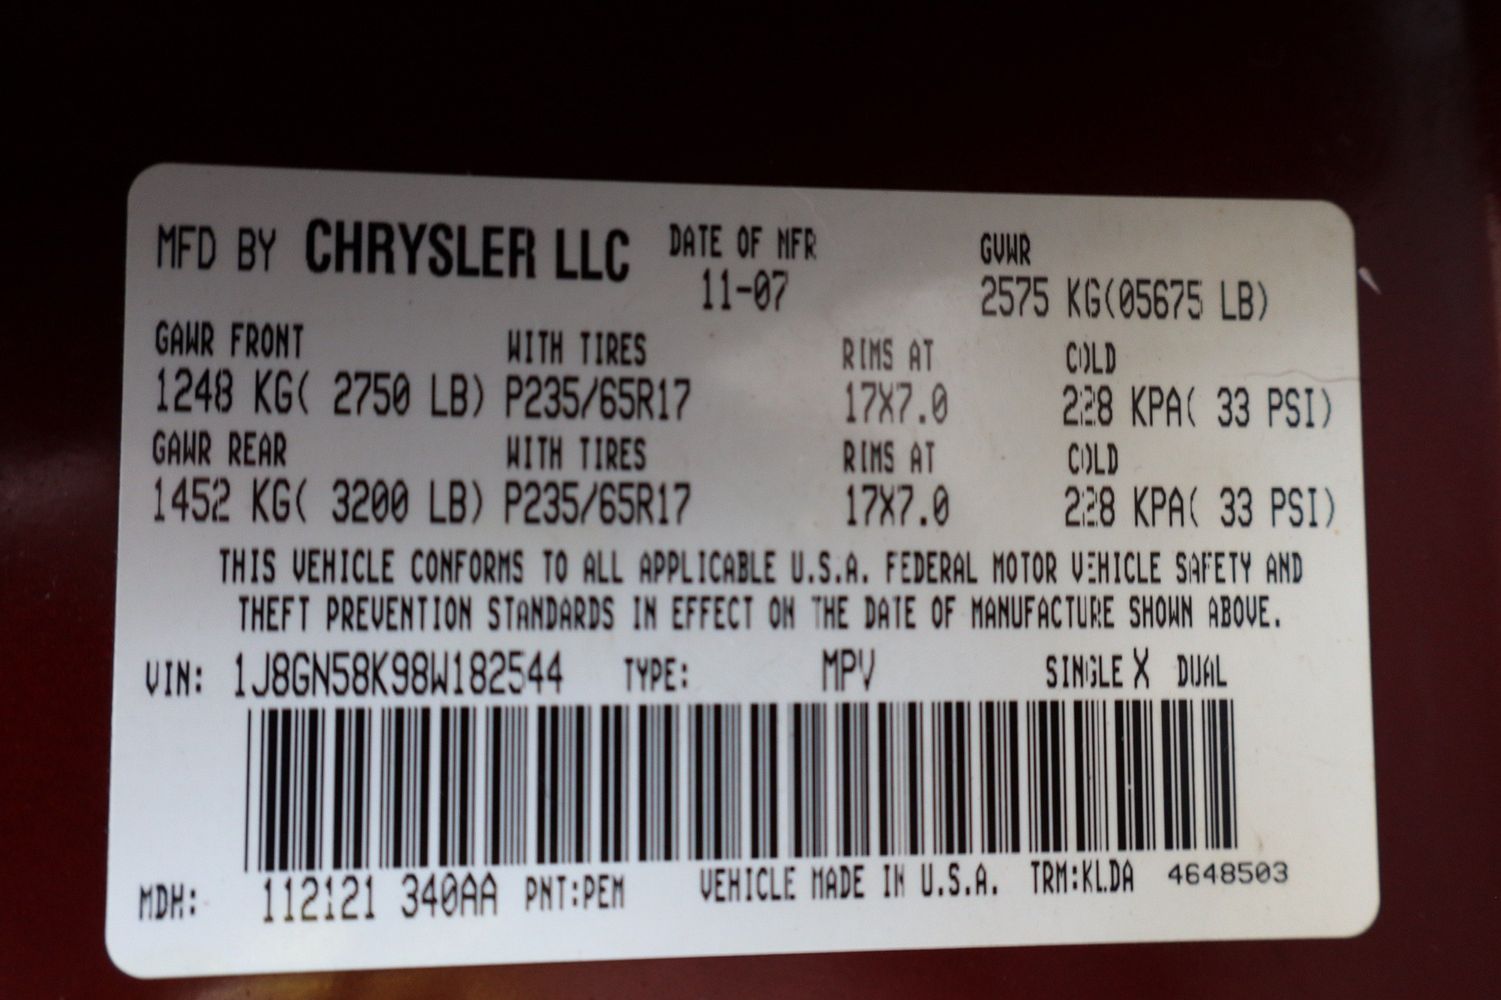 MFD BY CHRYSLER LLC DATE OF MFR GVWR
11-07 2575 KG(05675 LB)
GAWR FRONT WITH TIRES RIMS AT COLD
1248 KG( 2750 LB) P235/65R17 17X7.0 228 KPA( 33 PSI)
GAWR REAR WITH TIRES RIMS AT COLD
1452 KG( 3200 LB) P235/65R17 17X7.0 228 KPA( 33 PSI)
THIS VEHICLE CONFORMS TO ALL APPLICABLE U.S.A. FEDERAL MOTOR VEHICLE SAFETY AND
THEFT PREVENTION STANDARDS IN EFFECT ON THE DATE OF MANUFACTURE SHOWN ABOVE.
VIN: 1J8GN58K98W182544 TYPE: MPV SINGLE X DUAL
MDH: 112121 340AA PNT:PEM VEHICLE MADE IN U.S.A. TRM:KLDA 4648503